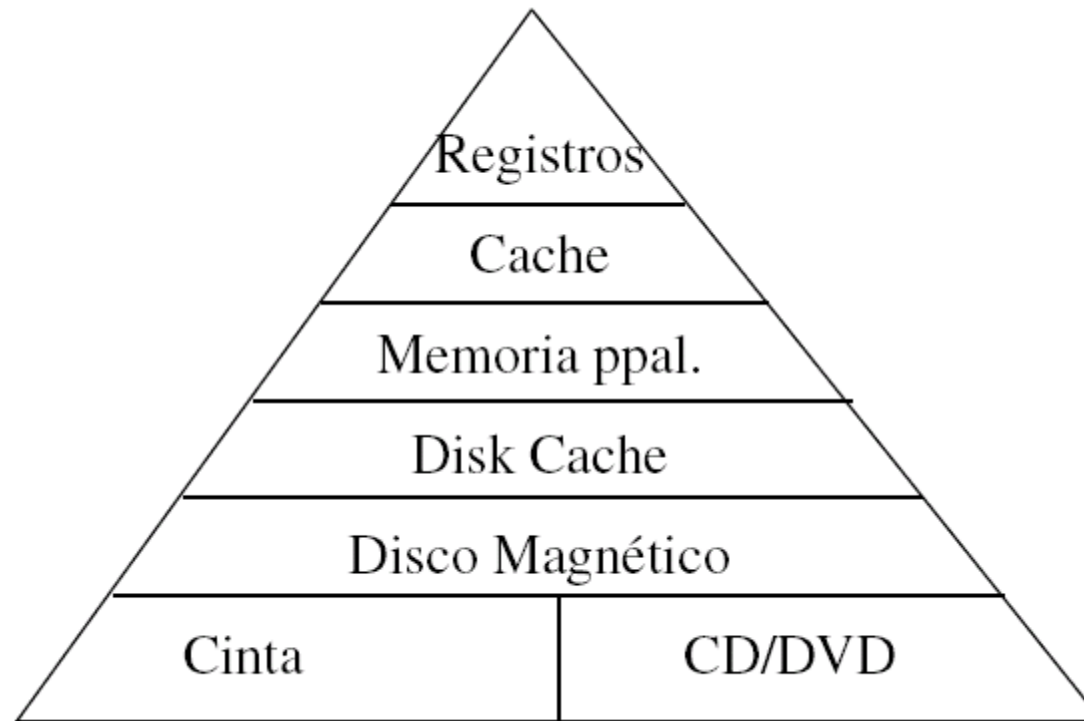 Registros
Cache
Memoria ppal.
Disk Cache
Disco Magnético
Cinta
CD/DVD